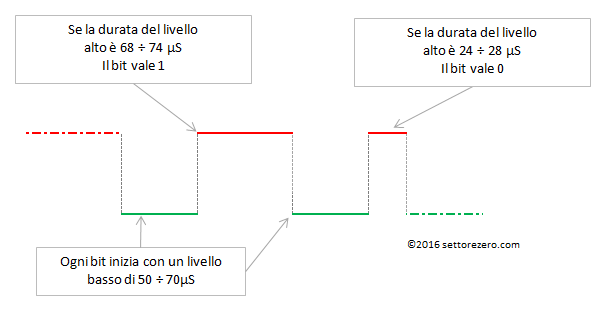 Se la durata del livello
alto è 68 ÷ 74 µS
Il bit vale 1
Se la durata del livello
alto è 24 ÷ 28 µS
Il bit vale 0
©2016 settorezero.com
Ogni bit inizia con un livello
basso di 50 ÷ 70µS